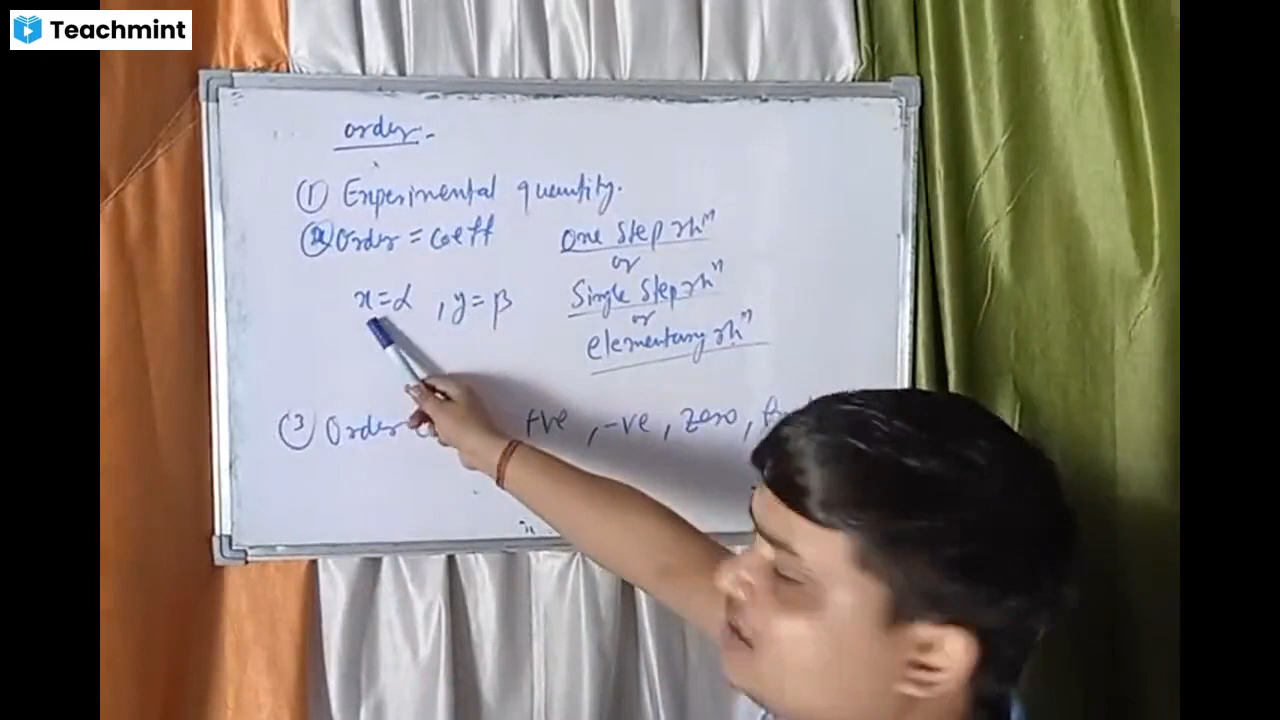 Teachmint
order.
(1) Experimental quantity.
(2) Order = coeff
One step rxn
or
Single step rxn
or
elementary rxn
x = α , y = β
(3) Order +ve , -ve , zero ,